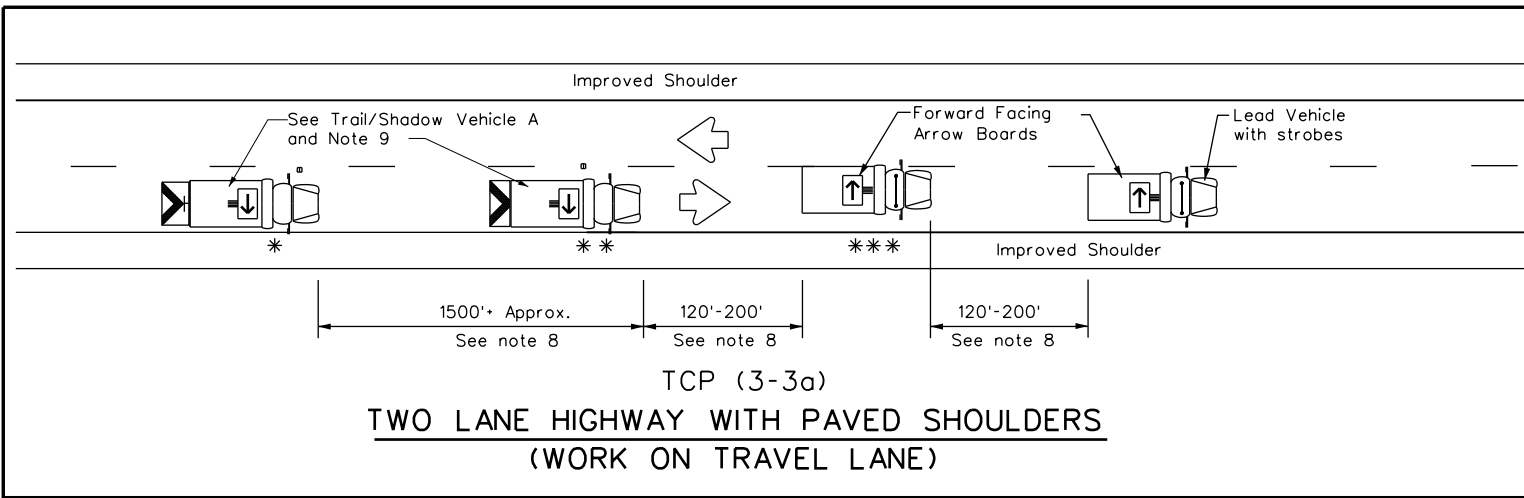 Improved Shoulder
See Trail/Shadow Vehicle A
and Note 9
Forward Facing
Arrow Boards
Lead Vehicle
with strobes
*
* *
***
Improved Shoulder
1500'+ Approx.
See note 8
120'-200'
See note 8
120'-200'
See note 8
TCP (3-3a)
TWO LANE HIGHWAY WITH PAVED SHOULDERS
(WORK ON TRAVEL LANE)